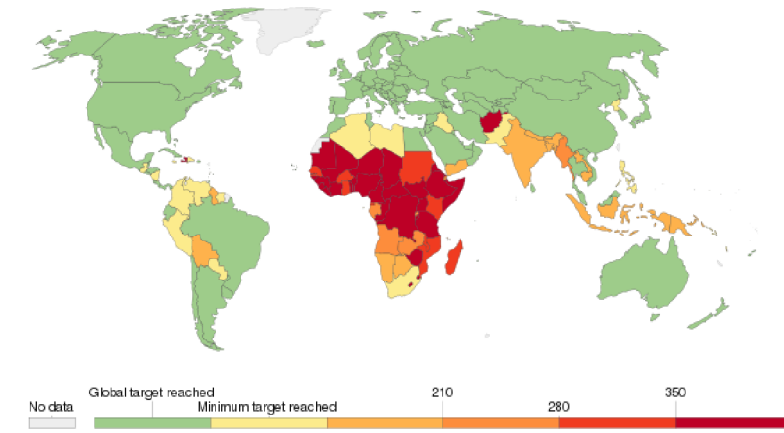 Global target reached 210 350
No data Minimum target reached 280